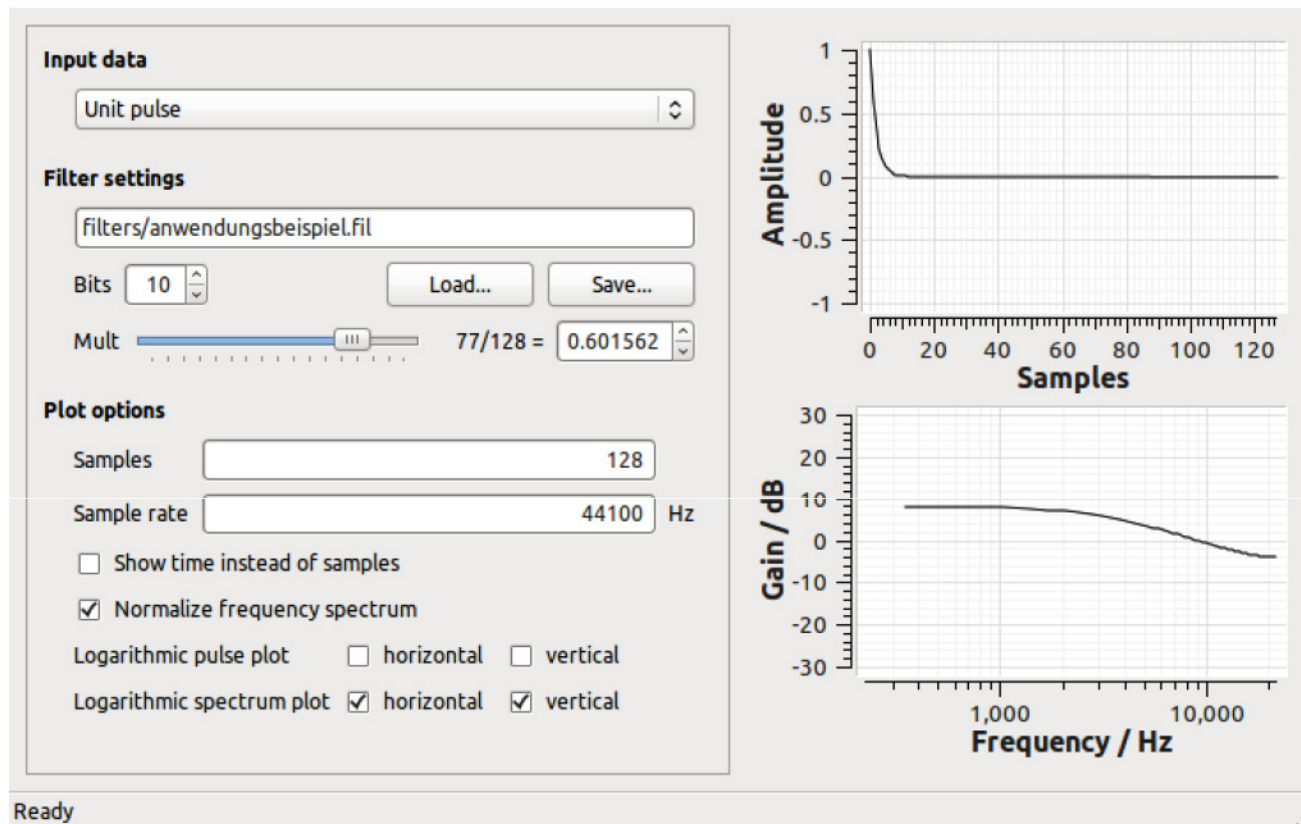 Input data
Unit pulse
Filter settings
filters/anwendungsbeispiel.fil
Bits 10 Load... Save...
Mult 77/128 = 0.601562
Plot options
Samples 128
Sample rate 44100 Hz
Show time instead of samples
Normalize frequency spectrum
Logarithmic pulse plot horizontal vertical
Logarithmic spectrum plot horizontal vertical
Ready
Amplitude
1
0.5
0
-0.5
-1
0 20 40 60 80 100 120
Samples
Gain / dB
30
20
10
0
-10
-20
-30
1,000 10,000
Frequency / Hz